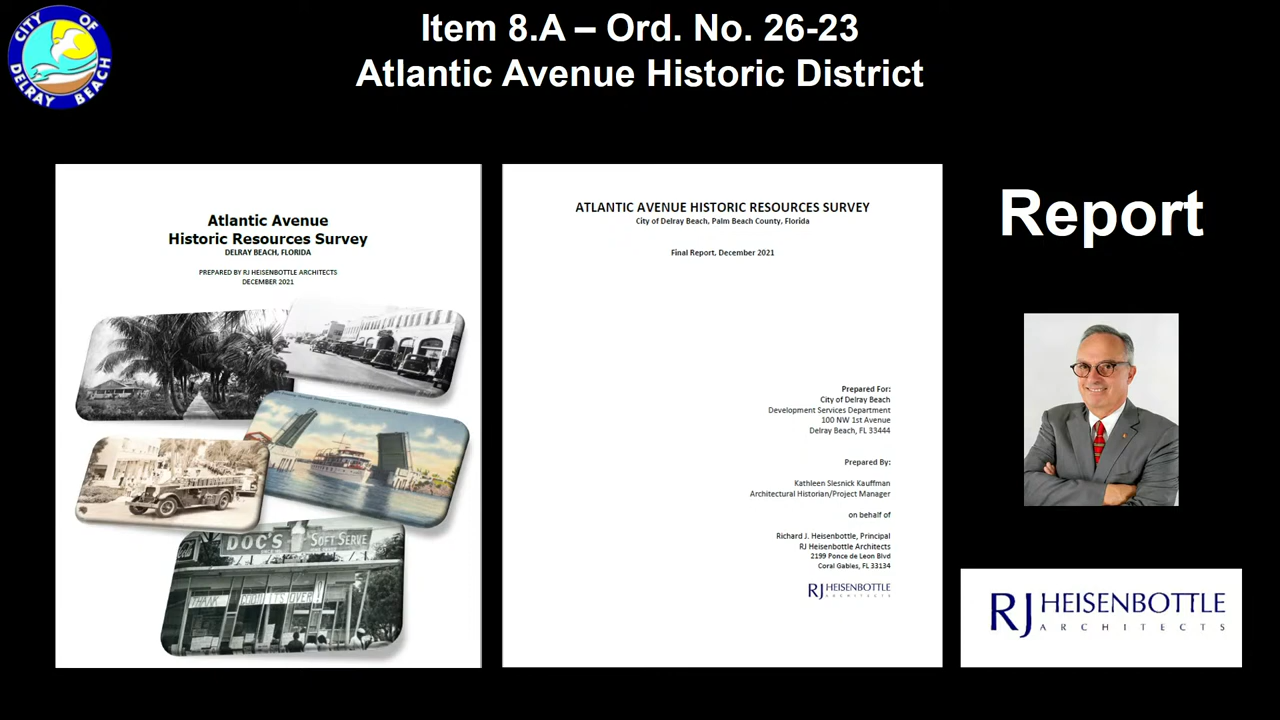 CITY OF
DELRAY BEACH
Item 8.A – Ord. No. 26-23
Atlantic Avenue Historic District
Atlantic Avenue
Historic Resources Survey
DELRAY BEACH, FLORIDA
PREPARED BY RJ HEISENBOTTLE ARCHITECTS
DECEMBER 2021
DOC'S
SOFT SERVE
THANK
ITS OVER!
ATLANTIC AVENUE HISTORIC RESOURCES SURVEY
City of Delray Beach, Palm Beach County, Florida
Final Report, December 2021
Prepared For:
City of Delray Beach
Development Services Department
100 NW 1st Avenue
Delray Beach, FL 33444
Prepared By:
Kathleen Slesnick Kauffman
Architectural Historian/Project Manager
on behalf of
Richard J. Heisenbottle, Principal
RJ Heisenbottle Architects
2199 Ponce de Leon Blvd
Coral Gables, FL 33134
RJ HEISENBOTTLE
ARCHITECTS
Report
RJ HEISENBOTTLE
ARCHITECTS